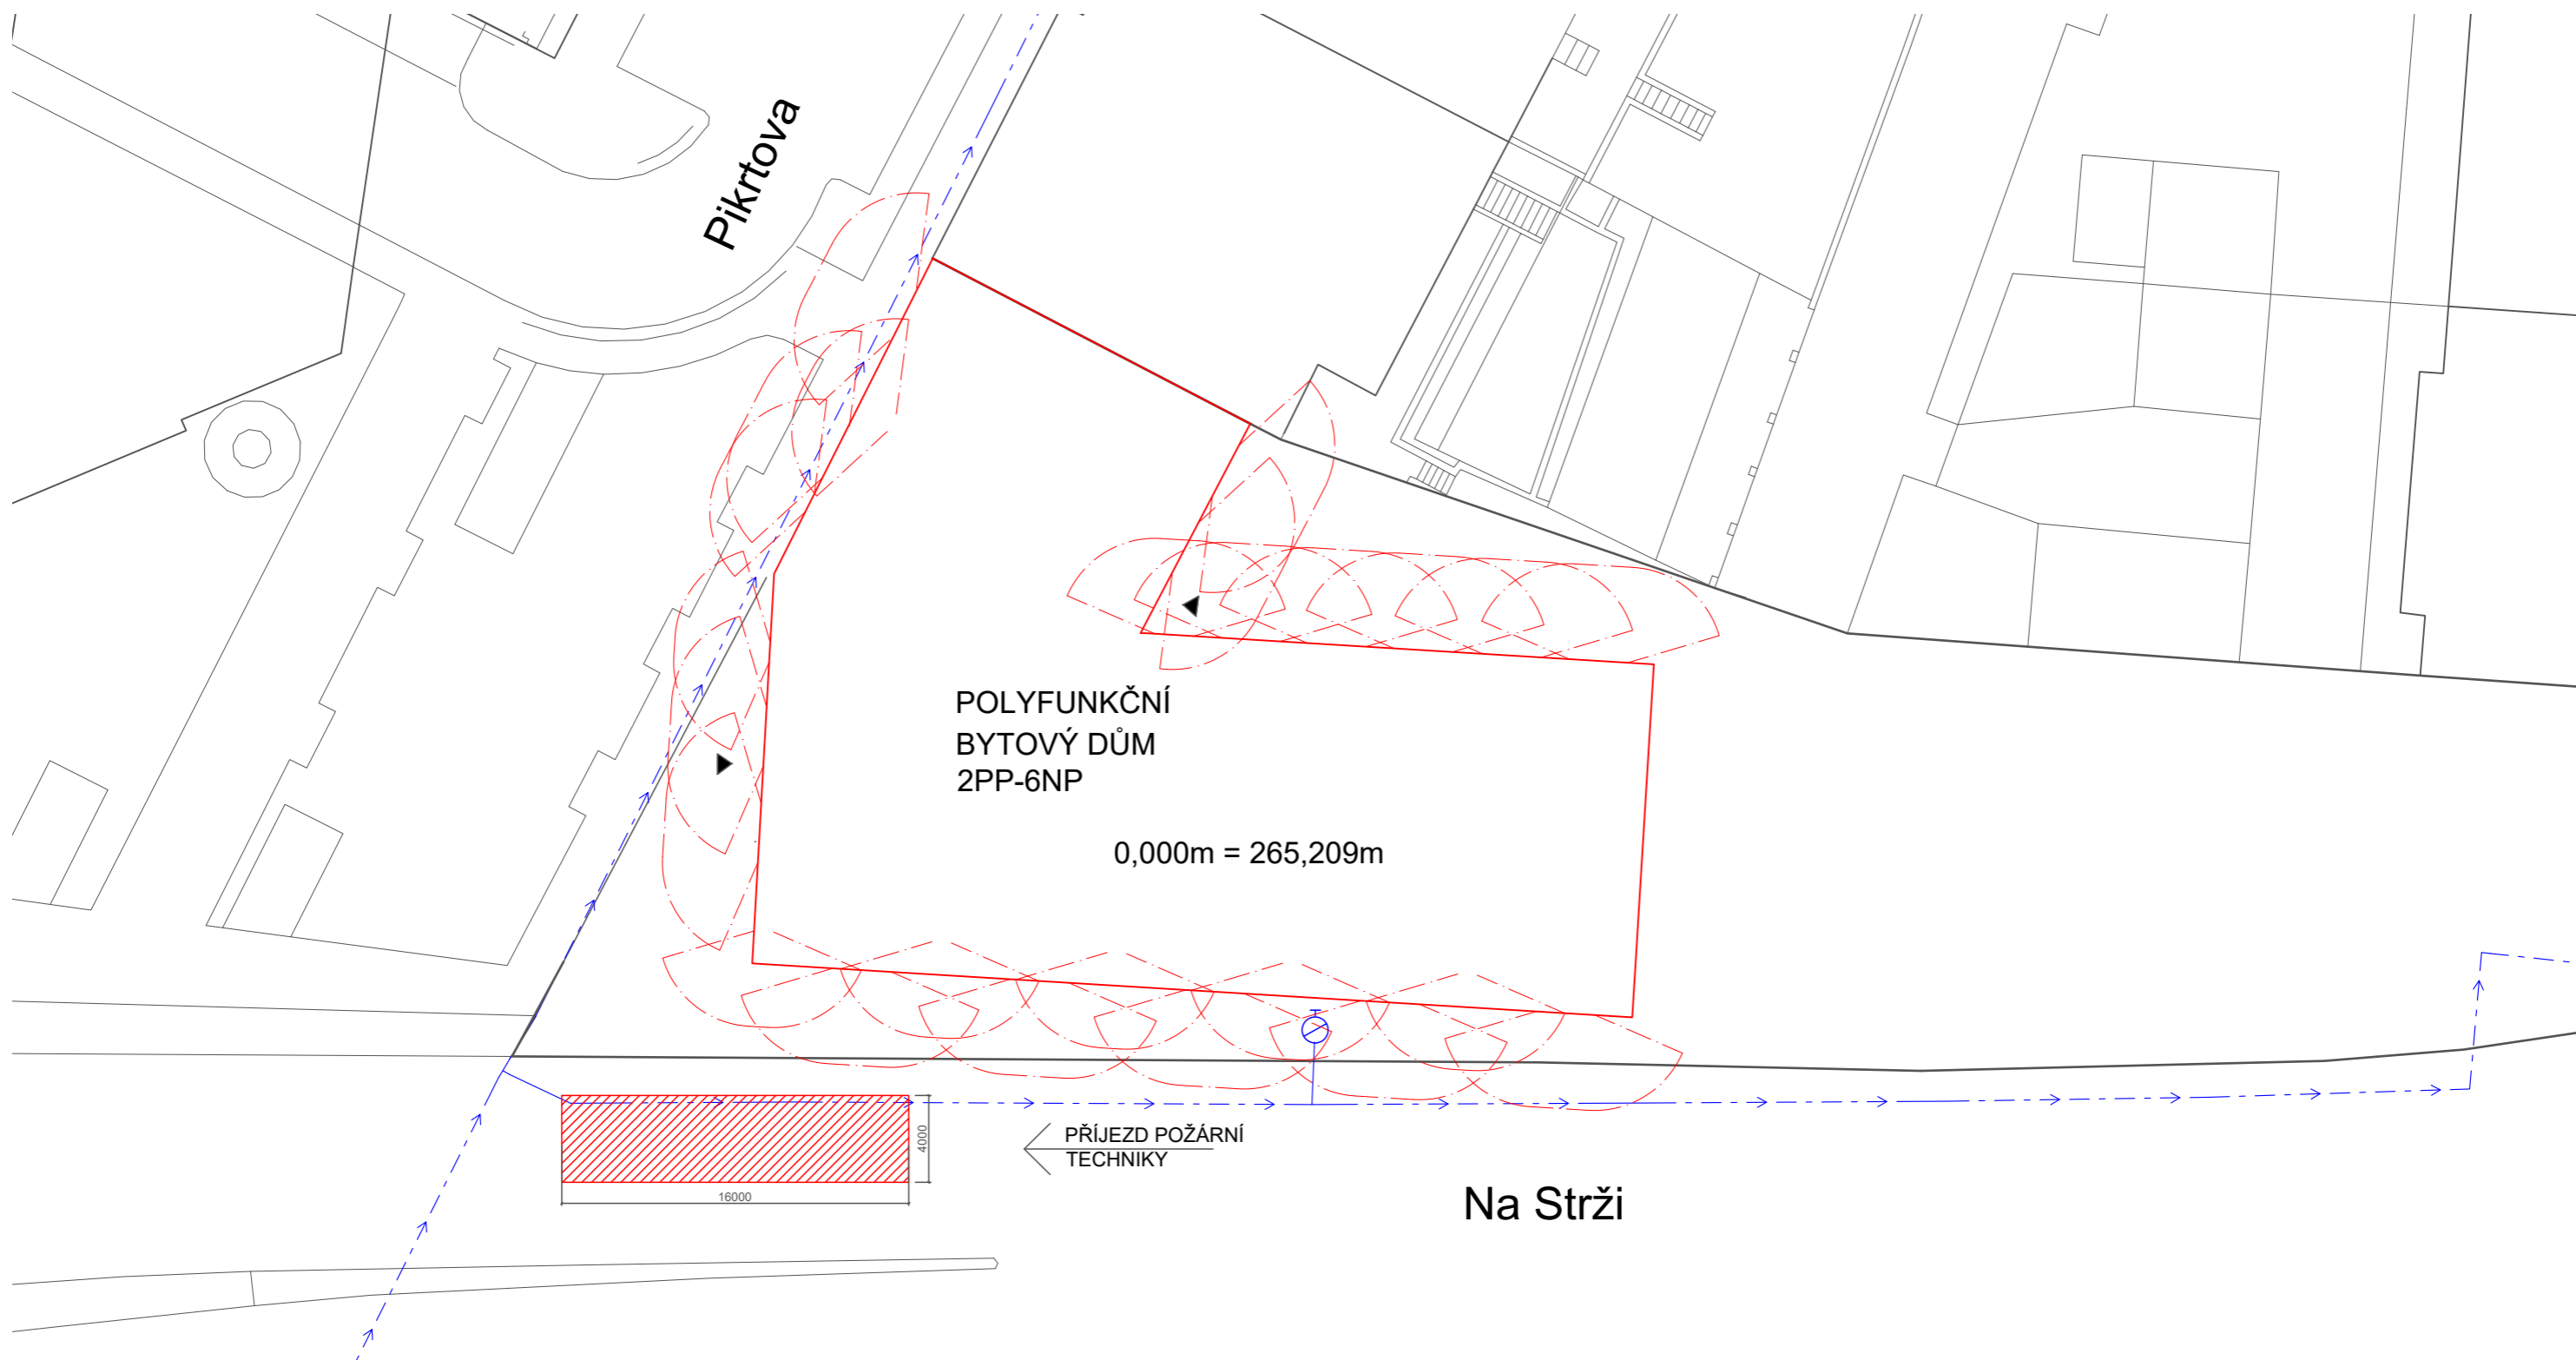 Pikrtova
POLYFUNKČNÍ
BYTOVÝ DŮM
2PP-6NP
0,000m = 265,209m
4000
PŘÍJEZD POŽÁRNÍ
TECHNIKY
16000
Na Strži